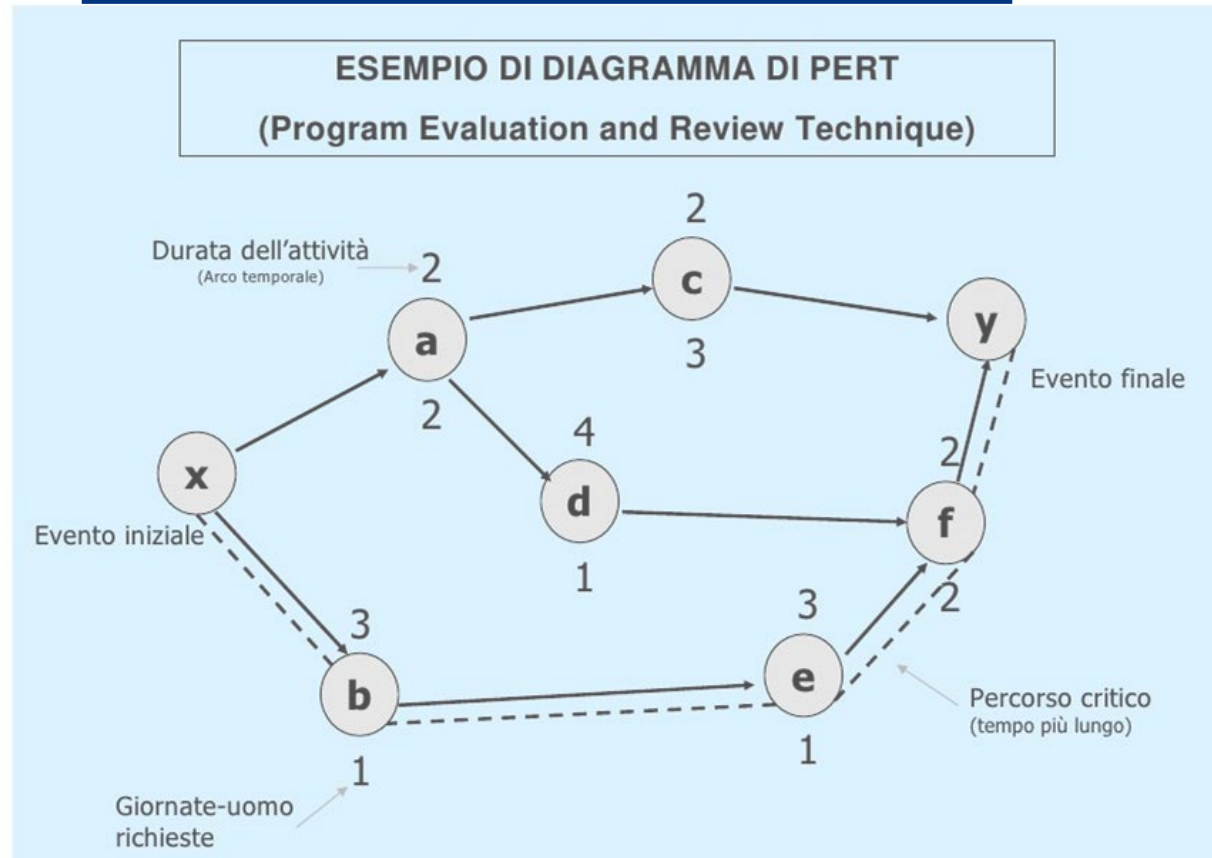 ESEMPIO DI DIAGRAMMA DI PERT
(Program Evaluation and Review Technique)
2
Durata dell'attività
(Arco temporale)
2
c
a
y
3
Evento finale
2
4
2
x
d
f
Evento iniziale
1
2
3
3
b
e
Percorso critico
(tempo più lungo)
1
1
Giornate-uomo
richieste